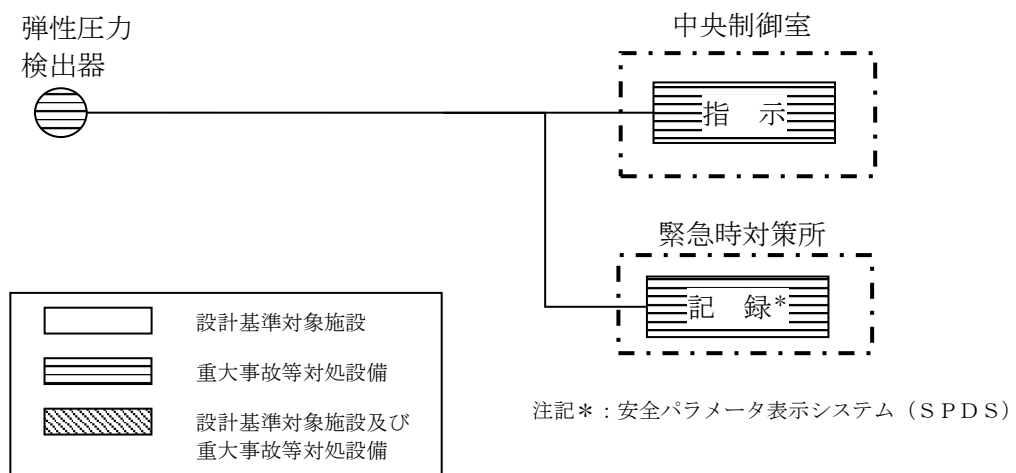 弾性圧力
検出器
中央制御室
指　示
緊急時対策所
記　録*
設計基準対象施設
重大事故等対処設備
設計基準対象施設及び
重大事故等対処設備
注記＊：安全パラメータ表示システム（ＳＰＤＳ）